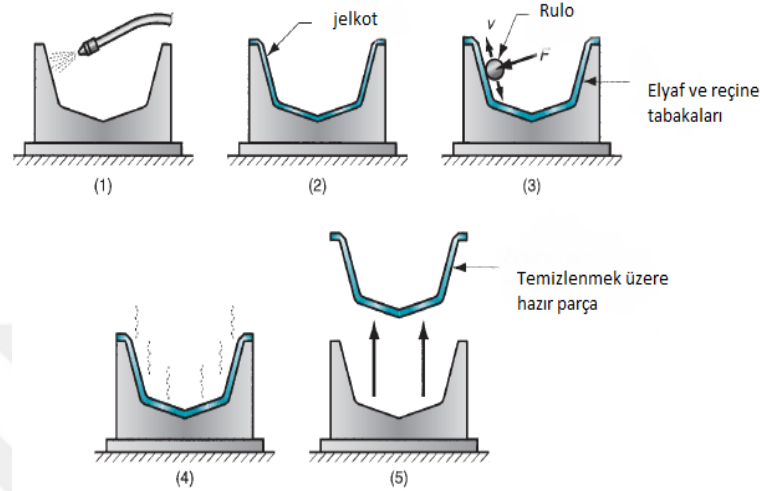 jelkot
Rulo
v
F
Elyaf ve reçine
tabakaları
(1)
(2)
(3)
Temizlenmek üzere
hazır parça
(4)
(5)